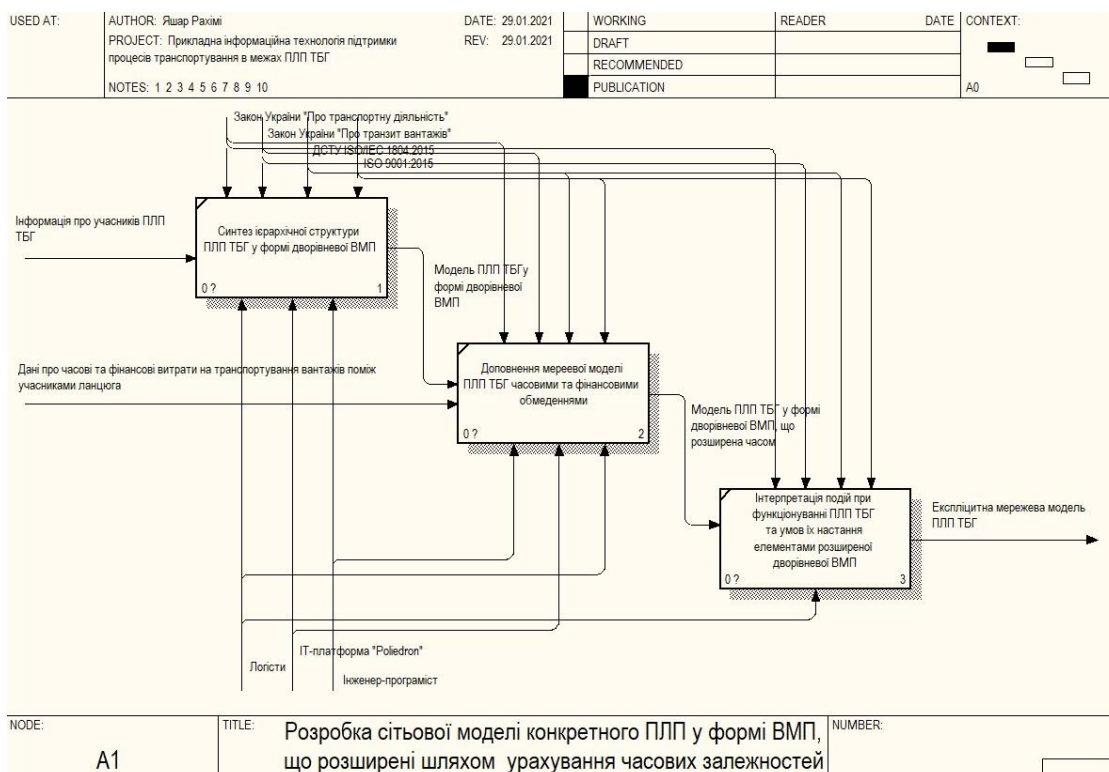 USED AT:
AUTHOR: Яшар Рахімі
DATE: 29.01.2021
WORKING
READER
DATE
CONTEXT:
PROJECT: Прикладна інформаційна технологія підтримки
процесів транспортування в межах ПЛП ТБГ
REV: 29.01.2021
DRAFT
RECOMMENDED
NOTES: 1 2 3 4 5 6 7 8 9 10
PUBLICATION
A0
Закон України "Про транспортну діяльність"
Закон України "Про транзит вантажів"
ДСТУ ISO/IEC 1804:2015
ISO 9001:2015
Інформація про учасників ПЛП
ТБГ
Синтез ієрархічної структури
ПЛП ТБГ у формі дворівневої ВМП
0 ?
1
Модель ПЛП ТБГу
формі дворівневої
ВМП
Дані про часові та фінансові витрати на транспортування вантажів поміж
учасниками ланцюга
Доповнення мереевої моделі
ПЛП ТБГ часовими та фінансовими
обмеденнями
0 ?
2
Модель ПЛП ТБГ у формі
дворівневої ВМП, що
розширена часом
Інтерпретація подій при
функціонуванні ПЛП ТБГ
та умов їх настання
елементами розширеної
дворівневої ВМП
0 ?
3
Експліцитна мережева модель
ПЛП ТБГ
IT-платформа "Poliedron"
Логісти
Інженер-програміст
NODE:
TITLE:
Розробка сітьової моделі конкретного ПЛП у формі ВМП,
NUMBER:
A1
що розширені шляхом урахування часових залежностей